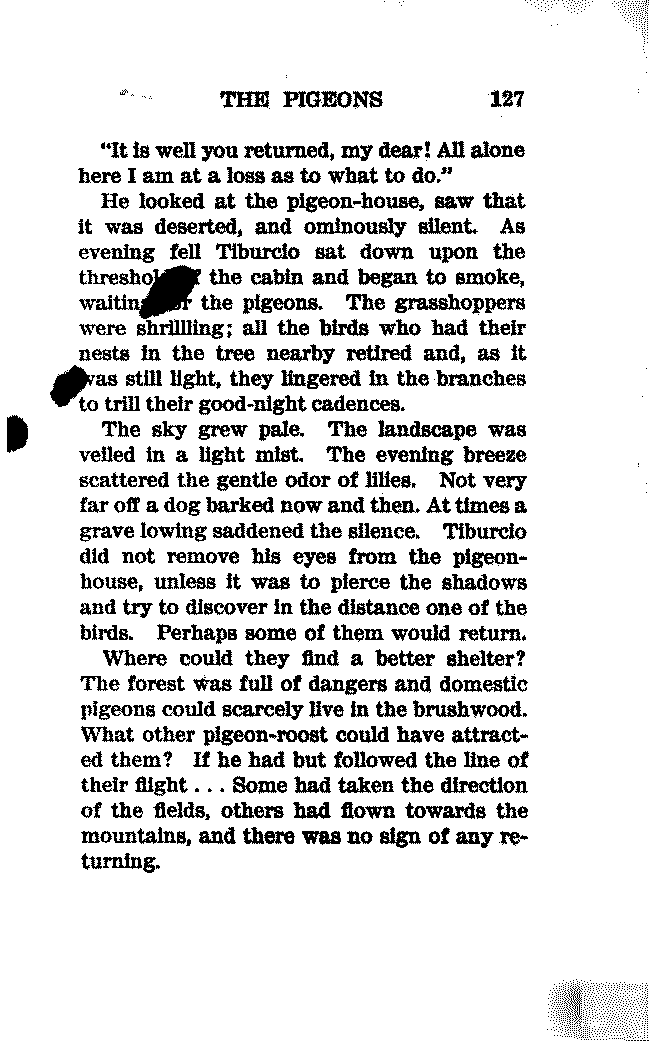 THE PIGEONS 127
“It is well you returned, my dear! All alone
here I am at a loss as to what to do.”
He looked at the pigeon-house, saw that
it was deserted, and ominously silent. As
evening fell Tiburcio sat down upon the
the cabin and began to smoke,
the pigeons. The grasshoppers
were shrilling; all the birds who had their
nests in the tree nearby retired and, as it
was still light, they lingered in the branches
to trill their good-night cadences.
The sky grew pale. The landscape was
veiled in a light mist. The evening breeze
scattered the gentle odor of lilies. Not very
far off a dog barked now and then. At times a
grave lowing saddened the silence. Tiburcio
did not remove his eyes from the pigeon-
house, unless it was to pierce the shadows
and try to discover in the distance one of the
birds. Perhaps some of them would return.
Where could they find a better shelter?
The forest was full of dangers and domestic
pigeons could scarcely live in the brushwood.
What other pigeon-roost could have attract-
ed them? If he had but followed the line of
their flight . . . Some had taken the direction
of the fields, others had flown towards the
mountains, and there was no sign of any re-
turning.